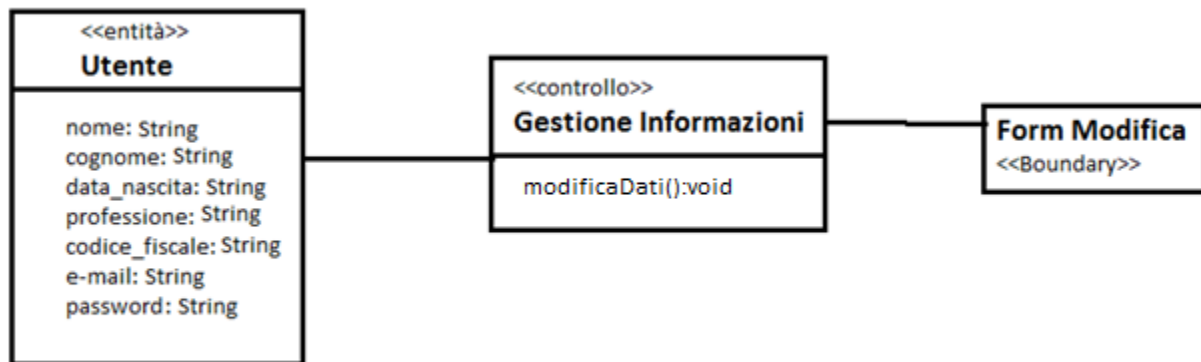 <<entità>>
Utente
nome: String
cognome: String
data_nascita: String
professione: String
codice_fiscale: String
e-mail: String
password: String
<<controllo>>
Gestione Informazioni
modificaDati():void
Form Modifica
<<Boundary>>